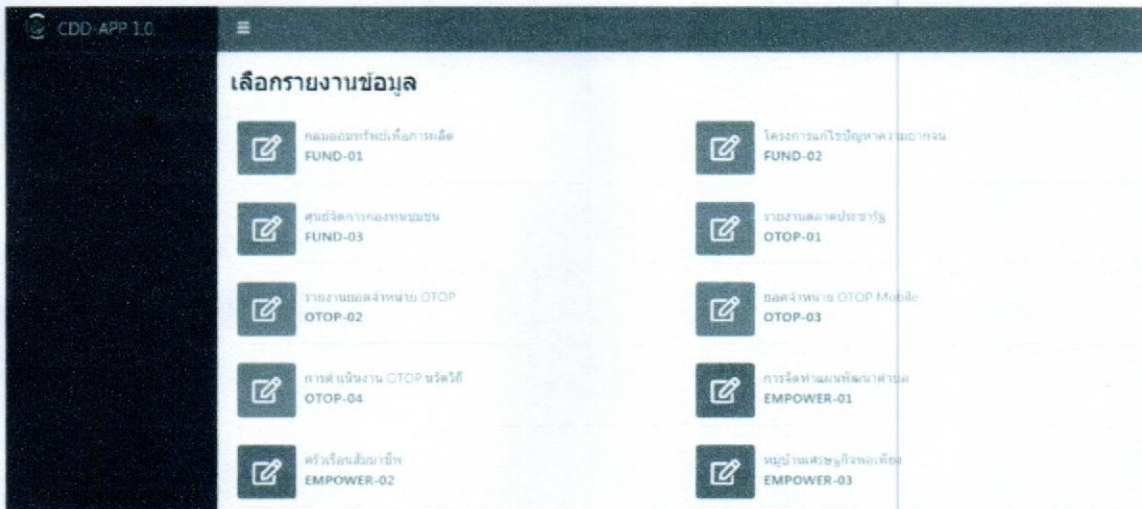 CDD-APP 1.0.
เลือกรายงานข้อมูล
กลุ่มออมทรัพย์เพื่อการผลิต
FUND-01
โครงการแก้ไขปัญหาความยากจน
FUND-02
ศูนย์จัดการกองทุนชุมชน
FUND-03
รายงานตลาดประชารัฐ
OTOP-01
รายงานยอดจำหน่าย OTOP
OTOP-02
ยอดจำหน่าย OTOP Mobile
OTOP-03
การดำเนินงาน OTOP นวัตวิถี
OTOP-04
การจัดทำแผนพัฒนาตำบล
EMPOWER-01
ครัวเรือนสัมมาชีพ
EMPOWER-02
หมู่บ้านเศรษฐกิจพอเพียง
EMPOWER-03